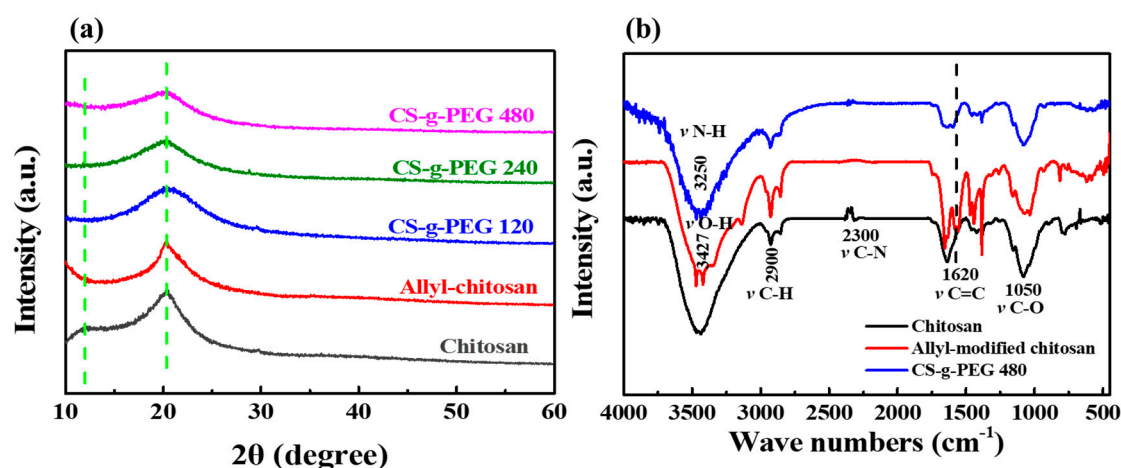 (a)
Intensity (a.u.)
CS-g-PEG 480
CS-g-PEG 240
CS-g-PEG 120
Allyl-chitosan
Chitosan
10 20 30 40 50 60
2θ (degree)
(b)
Intensity (a.u.)
ν N-H
3250
ν O-H
3427
2900
ν C-H
2300
ν C-N
1620
ν C=C
1050
ν C-O
Chitosan
Allyl-modified chitosan
CS-g-PEG 480
4000 3500 3000 2500 2000 1500 1000 500
Wave numbers (cm⁻¹)